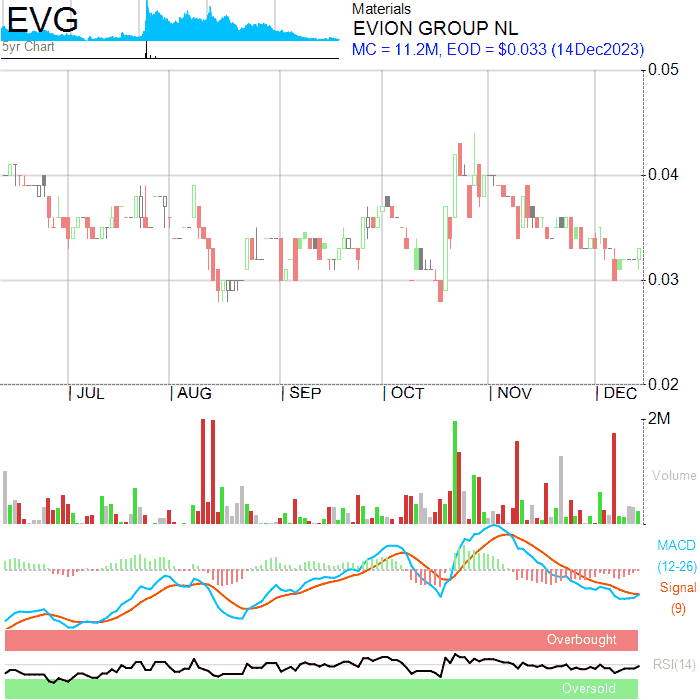 EVG
5yr Chart
Materials
EVION GROUP NL
MC = 11.2M, EOD = $0.033 (14Dec2023)
0.05
0.04
0.03
0.02
JUL AUG SEP OCT NOV DEC
2M
Volume
MACD
(12-26)
Signal
(9)
Overbought
RSI(14)
Oversold